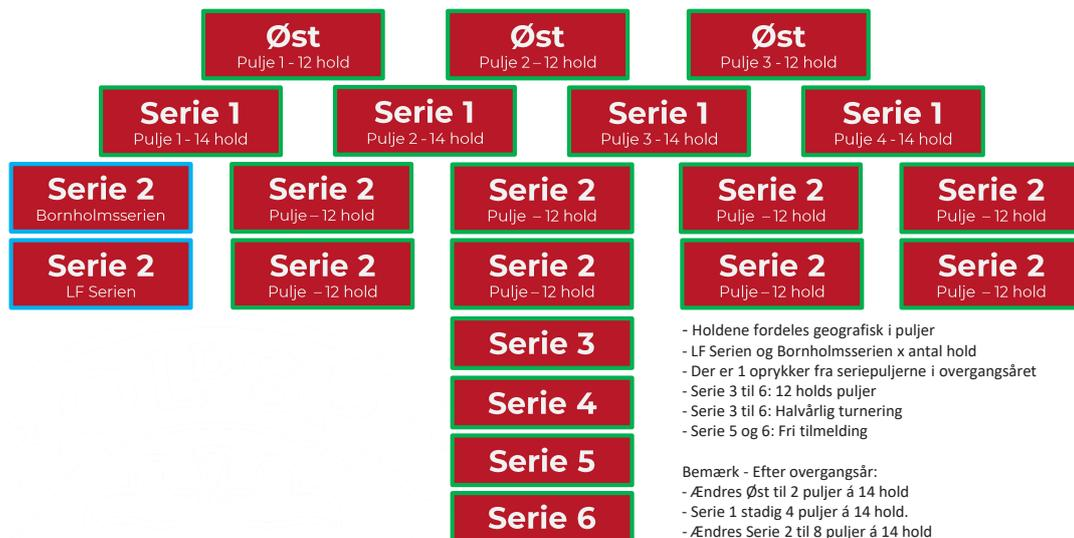 Øst
Pulje 1 - 12 hold
Øst
Pulje 2 – 12 hold
Øst
Pulje 3 - 12 hold
Serie 1
Pulje 1 - 14 hold
Serie 1
Pulje 2 - 14 hold
Serie 1
Pulje 3 - 14 hold
Serie 1
Pulje 4 - 14 hold
Serie 2
Bornholmsserien
Serie 2
Pulje – 12 hold
Serie 2
Pulje – 12 hold
Serie 2
Pulje – 12 hold
Serie 2
Pulje – 12 hold
Serie 2
LF Serien
Serie 2
Pulje – 12 hold
Serie 2
Pulje – 12 hold
Serie 2
Pulje – 12 hold
Serie 2
Pulje – 12 hold
Serie 3
Serie 4
Serie 5
Serie 6
- Holdene fordeles geografisk i puljer
- LF Serien og Bornholmsserien x antal hold
- Der er 1 oprykker fra seriepuljerne i overgangsåret
- Serie 3 til 6: 12 holds puljer
- Serie 3 til 6: Halvårlig turnering
- Serie 5 og 6: Fri tilmelding
Bemærk - Efter overgangsår:
- Ændres Øst til 2 puljer á 14 hold
- Serie 1 stadig 4 puljer á 14 hold.
- Ændres Serie 2 til 8 puljer á 14 hold